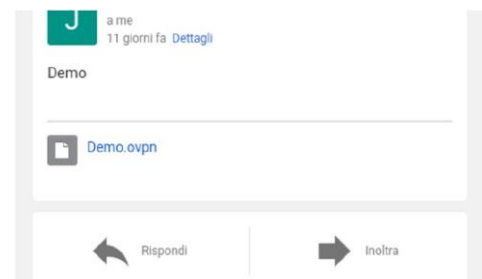 J
a me
11 giorni fa Dettagli
Demo
Demo.ovpn
Rispondi
Inoltra